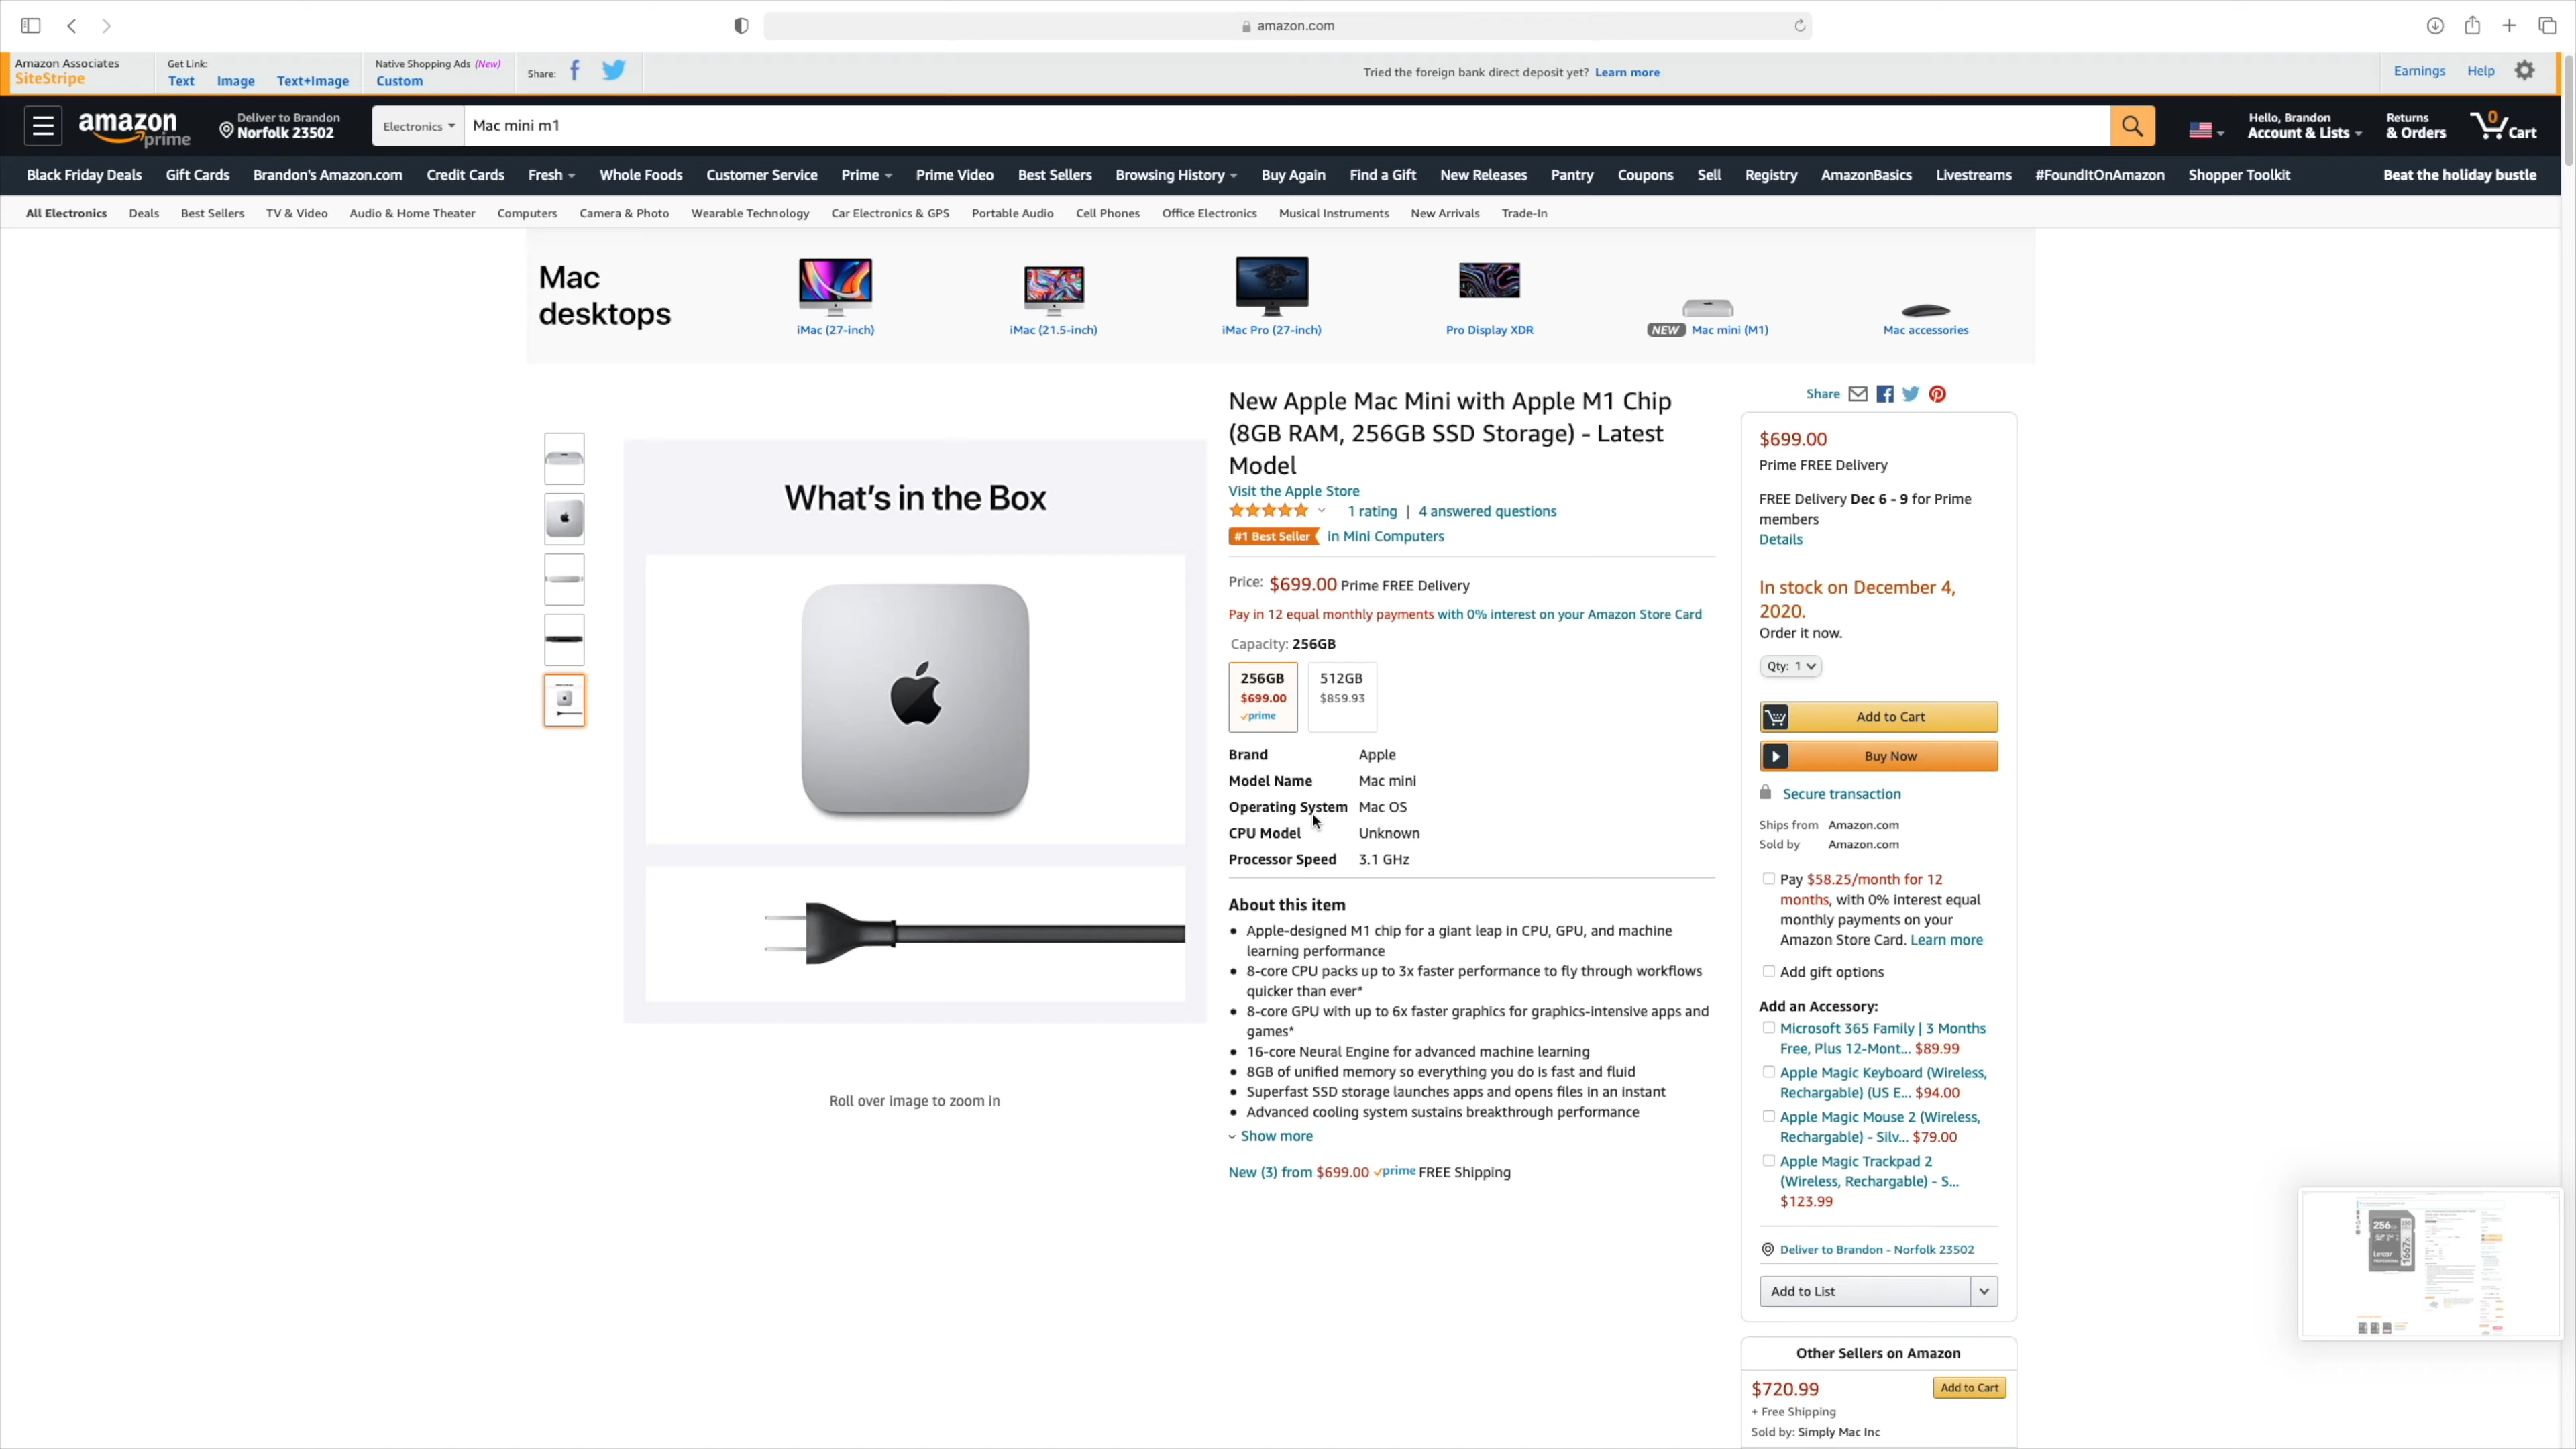 amazon.com
Amazon Associates
SiteStripe
Get Link:
Text Image Text+Image
Native Shopping Ads (New)
Custom
Share:
Tried the foreign bank direct deposit yet? Learn more
Earnings Help
amazon prime
Deliver to Brandon
Norfolk 23502
Electronics
Mac mini m1
Hello, Brandon
Account & Lists
Returns
& Orders
0
Cart
Black Friday Deals Gift Cards Brandon's Amazon.com Credit Cards Fresh Whole Foods Customer Service Prime Prime Video Best Sellers Browsing History Buy Again Find a Gift New Releases Pantry Coupons Sell Registry AmazonBasics Livestreams #FoundItOnAmazon Shopper Toolkit Beat the holiday bustle
All Electronics Deals Best Sellers TV & Video Audio & Home Theater Computers Camera & Photo Wearable Technology Car Electronics & GPS Portable Audio Cell Phones Office Electronics Musical Instruments New Arrivals Trade-In
Mac
desktops
iMac (27-inch) iMac (21.5-inch) iMac Pro (27-inch) Pro Display XDR NEW Mac mini (M1) Mac accessories
What's in the Box
Roll over image to zoom in
New Apple Mac Mini with Apple M1 Chip
(8GB RAM, 256GB SSD Storage) - Latest
Model
Visit the Apple Store
1 rating | 4 answered questions
#1 Best Seller in Mini Computers
Price: $699.00 Prime FREE Delivery
Pay in 12 equal monthly payments with 0% interest on your Amazon Store Card
Capacity: 256GB
256GB 512GB
$699.00 $859.93
prime
Brand Apple
Model Name Mac mini
Operating System Mac OS
CPU Model Unknown
Processor Speed 3.1 GHz
About this item
Apple-designed M1 chip for a giant leap in CPU, GPU, and machine
learning performance
8-core CPU packs up to 3x faster performance to fly through workflows
quicker than ever*
8-core GPU with up to 6x faster graphics for graphics-intensive apps and
games*
16-core Neural Engine for advanced machine learning
8GB of unified memory so everything you do is fast and fluid
Superfast SSD storage launches apps and opens files in an instant
Advanced cooling system sustains breakthrough performance
Show more
New (3) from $699.00 prime FREE Shipping
Share
$699.00
Prime FREE Delivery
FREE Delivery Dec 6 - 9 for Prime
members
Details
In stock on December 4,
2020.
Order it now.
Qty: 1
Add to Cart
Buy Now
Secure transaction
Ships from Amazon.com
Sold by Amazon.com
Pay $58.25/month for 12
months, with 0% interest equal
monthly payments on your
Amazon Store Card. Learn more
Add gift options
Add an Accessory:
Microsoft 365 Family | 3 Months
Free, Plus 12-Mont... $89.99
Apple Magic Keyboard (Wireless,
Rechargable) (US E... $94.00
Apple Magic Mouse 2 (Wireless,
Rechargable) - Silv... $79.00
Apple Magic Trackpad 2
(Wireless, Rechargable) - S...
$123.99
Deliver to Brandon - Norfolk 23502
Add to List
Other Sellers on Amazon
$720.99 Add to Cart
+ Free Shipping
Sold by: Simply Mac Inc
256
Lexar